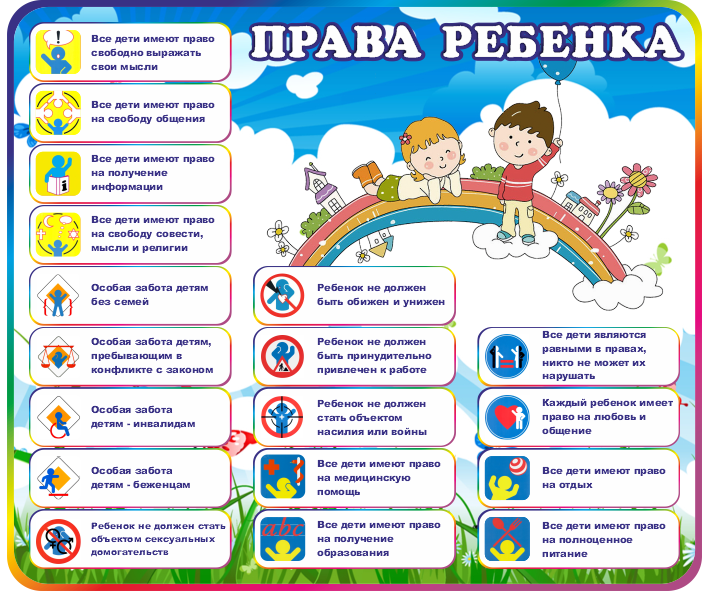 ПРАВА РЕБЕНКА
Все дети имеют право
свободно выражать
свои мысли
Все дети имеют право
на свободу общения
Все дети имеют право
на получение
информации
Все дети имеют право
на свободу совести,
мысли и религии
Особая забота детям
без семей
Особая забота детям,
пребывающим в
конфликте с законом
Особая забота
детям - инвалидам
Особая забота
детям - беженцам
Ребенок не должен стать
объектом сексуальных
домогательств
Ребенок не должен
быть обижен и унижен
Ребенок не должен
быть принудительно
привлечен к работе
Ребенок не должен
стать объектом
насилия или войны
Все дети имеют право
на медицинскую
помощь
abc
Все дети имеют право
на получение
образования
Все дети являются
равными в правах,
никто не может их
нарушать
Каждый ребенок имеет
право на любовь и
общение
Все дети имеют право
на отдых
Все дети имеют право
на полноценное
питание